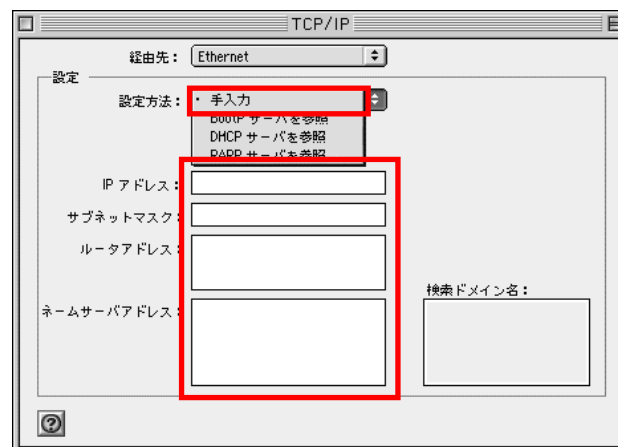 TCP/IP
経由先： Ethernet
設定
設定方法： ・ 手入力
BootP サーバを参照
DHCP サーバを参照
RARP サーバを参照
IP アドレス：
サブネットマスク：
ルータアドレス：
検索ドメイン名：
ネームサーバアドレス：
?